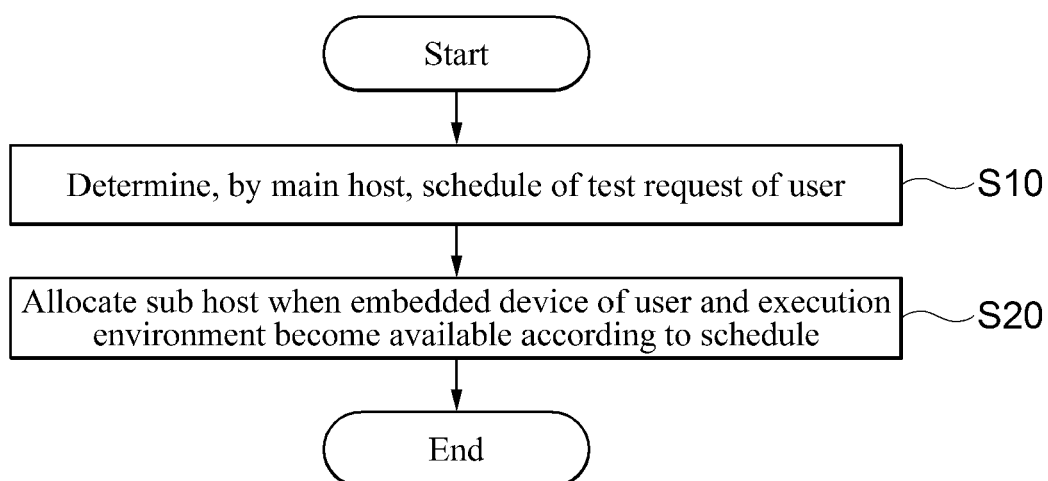 Start
Determine, by main host, schedule of test request of user
S10
Allocate sub host when embedded device of user and execution
environment become available according to schedule
S20
End